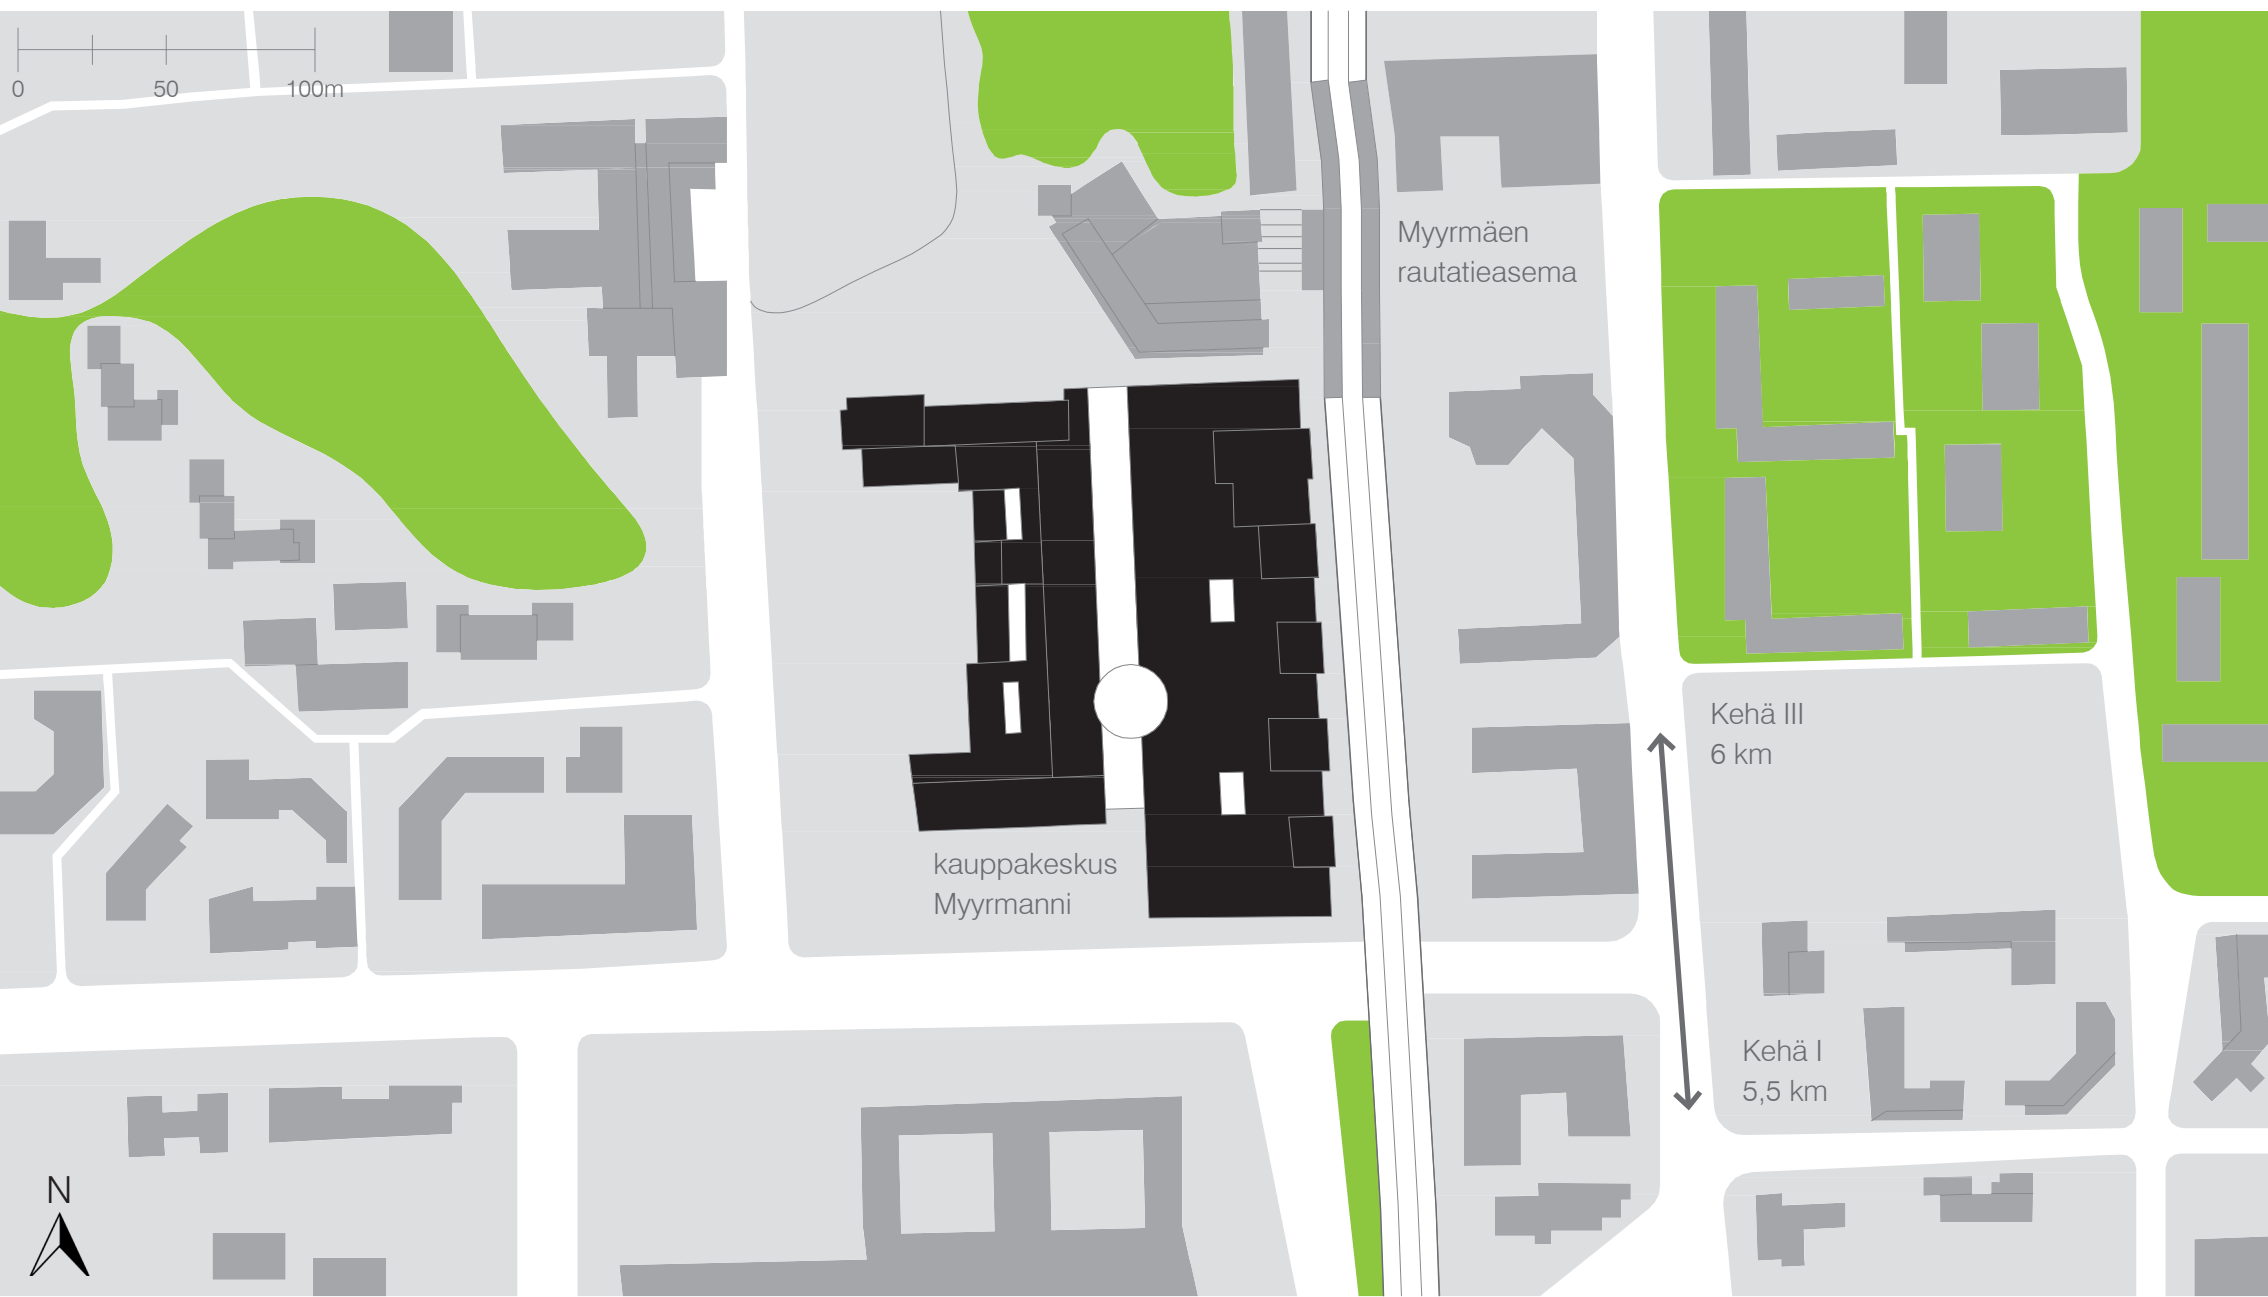 0 50 100m
Myyrmäen
rautatieasema
Kehä III
6 km
kauppakeskus
Myyrmanni
Kehä I
5,5 km
N